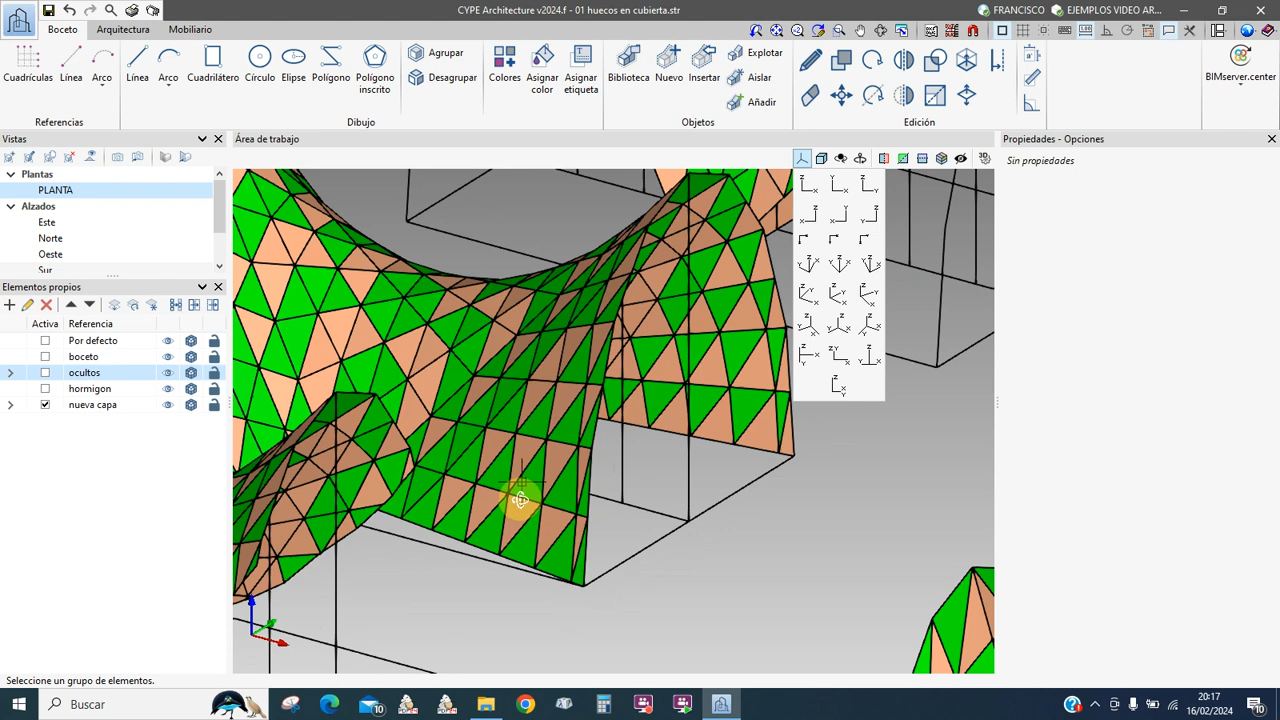 CYPE Architecture v2024.f - 01 huecos en cubierta.str
FRANCISCO
EJEMPLOS VIDEO AR...
Boceto
Arquitectura
Mobiliario
Cuadrículas
Línea
Arco
Línea
Arco
Cuadrilátero
Círculo
Elipse
Polígono
Polígono inscrito
Agrupar
Desagrupar
Colores
Asignar color
Asignar etiqueta
Biblioteca
Nuevo
Insertar
Explotar
Aislar
Añadir
BIMserver.center
Referencias
Dibujo
Objetos
Edición
Vistas
Área de trabajo
Propiedades - Opciones
Sin propiedades
Plantas
PLANTA
Alzados
Este
Norte
Oeste
Sur
Elementos propios
Activa Referencia
Por defecto
boceto
ocultos
hormigon
nueva capa
Seleccione un grupo de elementos.
Buscar
20:17
16/02/2024